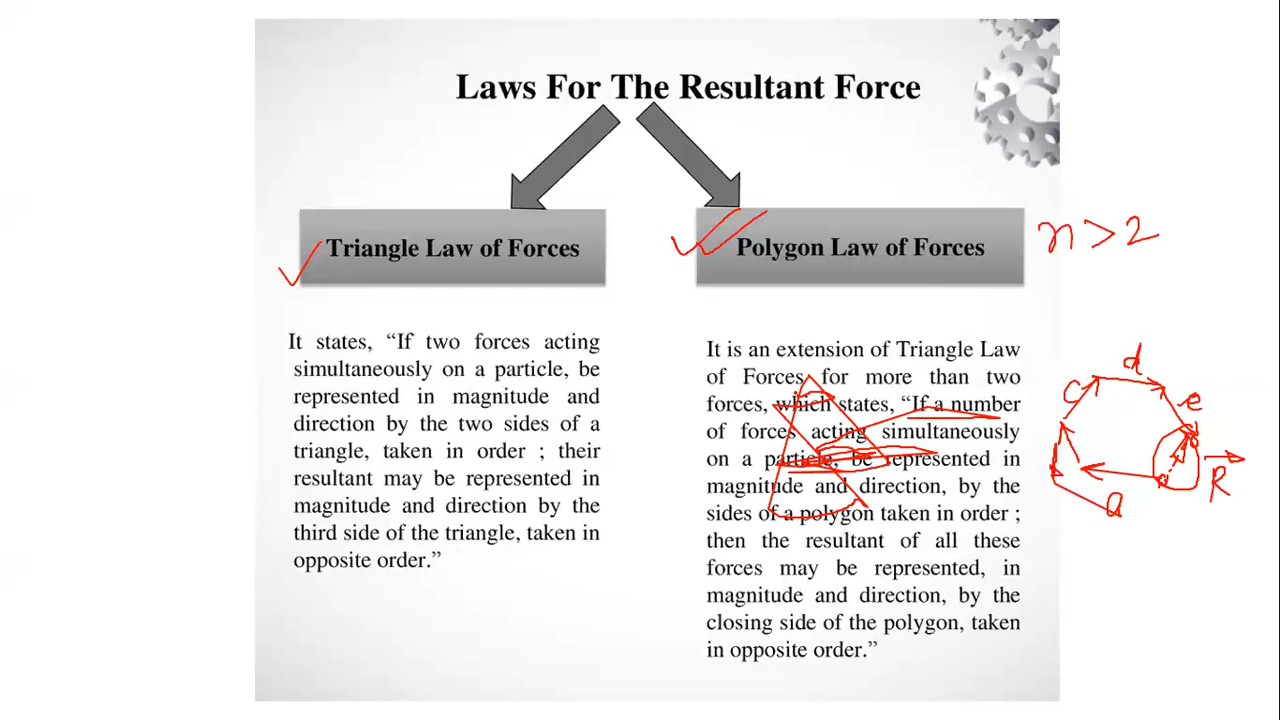 Laws For The Resultant Force
Triangle Law of Forces
Polygon Law of Forces
n > 2
It states, “If two forces acting
simultaneously on a particle, be
represented in magnitude and
direction by the two sides of a
triangle, taken in order ; their
resultant may be represented in
magnitude and direction by the
third side of the triangle, taken in
opposite order.”
It is an extension of Triangle Law
of Forces for more than two
forces, which states, “If a number
of forces acting simultaneously
on a particle, be represented in
magnitude and direction, by the
sides of a polygon taken in order ;
then the resultant of all these
forces may be represented, in
magnitude and direction, by the
closing side of the polygon, taken
in opposite order.”
d
c
e
R
a